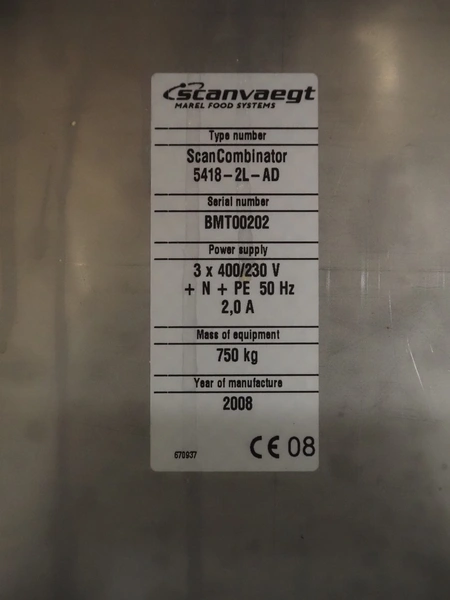 scanvaegt
MAREL FOOD SYSTEMS
Type number
ScanCombinator
5418-2L-AD
Serial number
BMT00202
Power supply
3 x 400/230 V
+ N + PE 50 Hz
2,0 A
Mass of equipment
750 kg
Year of manufacture
2008
670937
CE 08